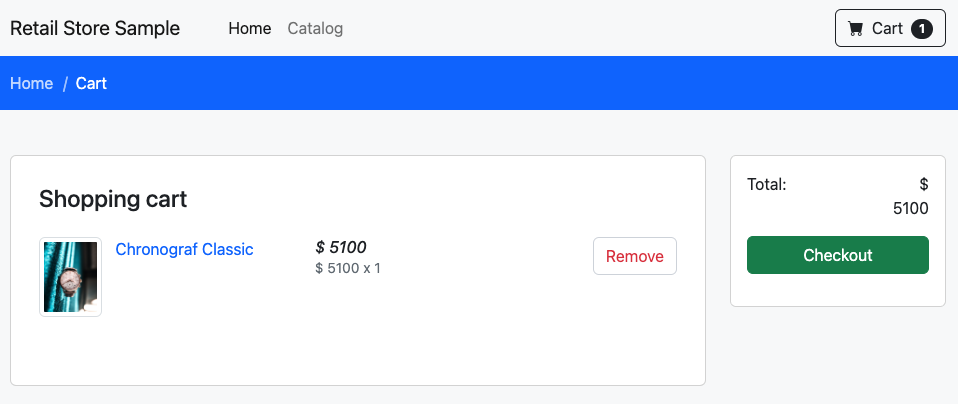 Retail Store Sample
Home
Catalog
Cart 1
Home / Cart
Shopping cart
Chronograf Classic
$ 5100
$ 5100 x 1
Remove
Total:
$
5100
Checkout